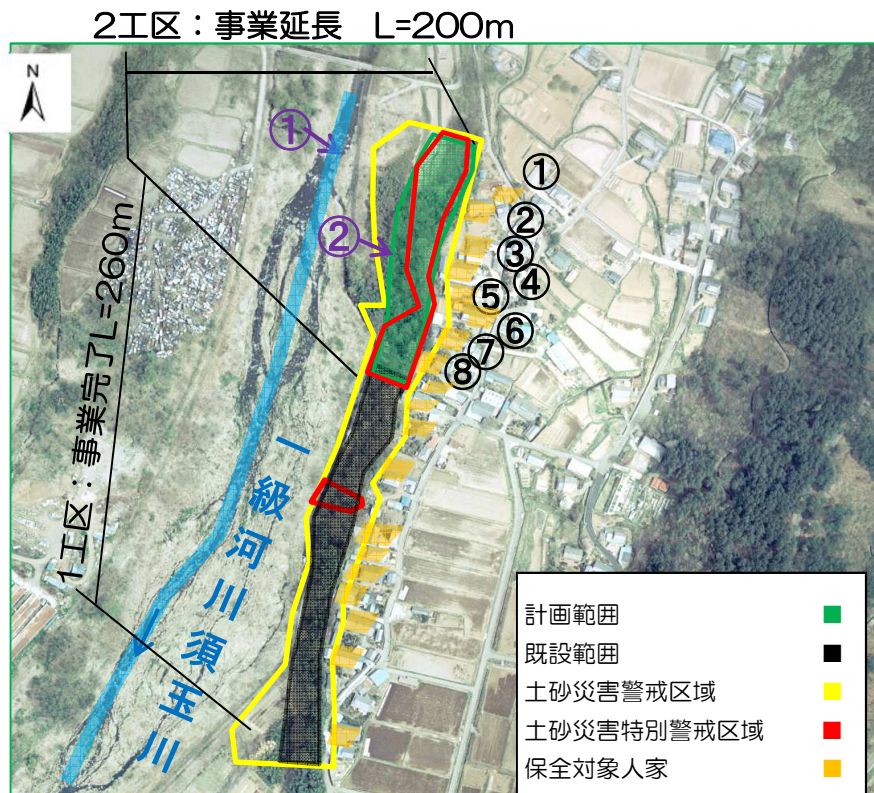 2工区：事業延長　L=200m
N
①
②
①
②
③
④
⑤
⑥
⑦
⑧
1工区：事業完了L=260m
一級河川須玉川
計画範囲
既設範囲
土砂災害警戒区域
土砂災害特別警戒区域
保全対象人家